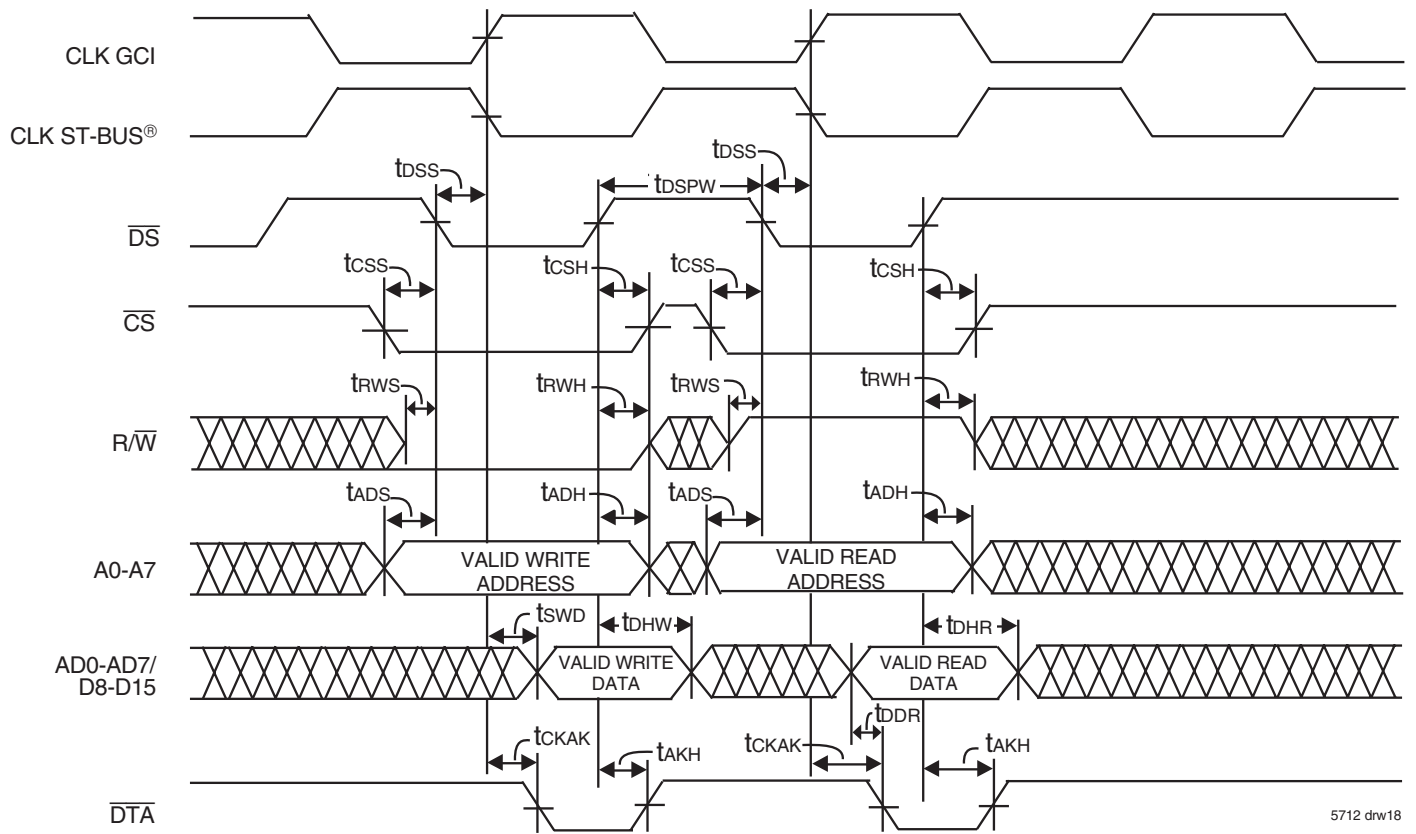 CLK GCI
CLK ST-BUS®
tDSS
tDSPW
tDSS
DS
tCSS
tCSH
tCSS
tCSH
CS
tRWS
tRWH
tRWS
tRWH
R/W
tADS
tADH
tADS
tADH
A0-A7
VALID WRITE
ADDRESS
VALID READ
ADDRESS
tSWD
tDHW
tDHR
AD0-AD7/
D8-D15
VALID WRITE
DATA
VALID READ
DATA
tDDR
tCKAK
tAKH
tCKAK
tAKH
DTA
5712 drw18